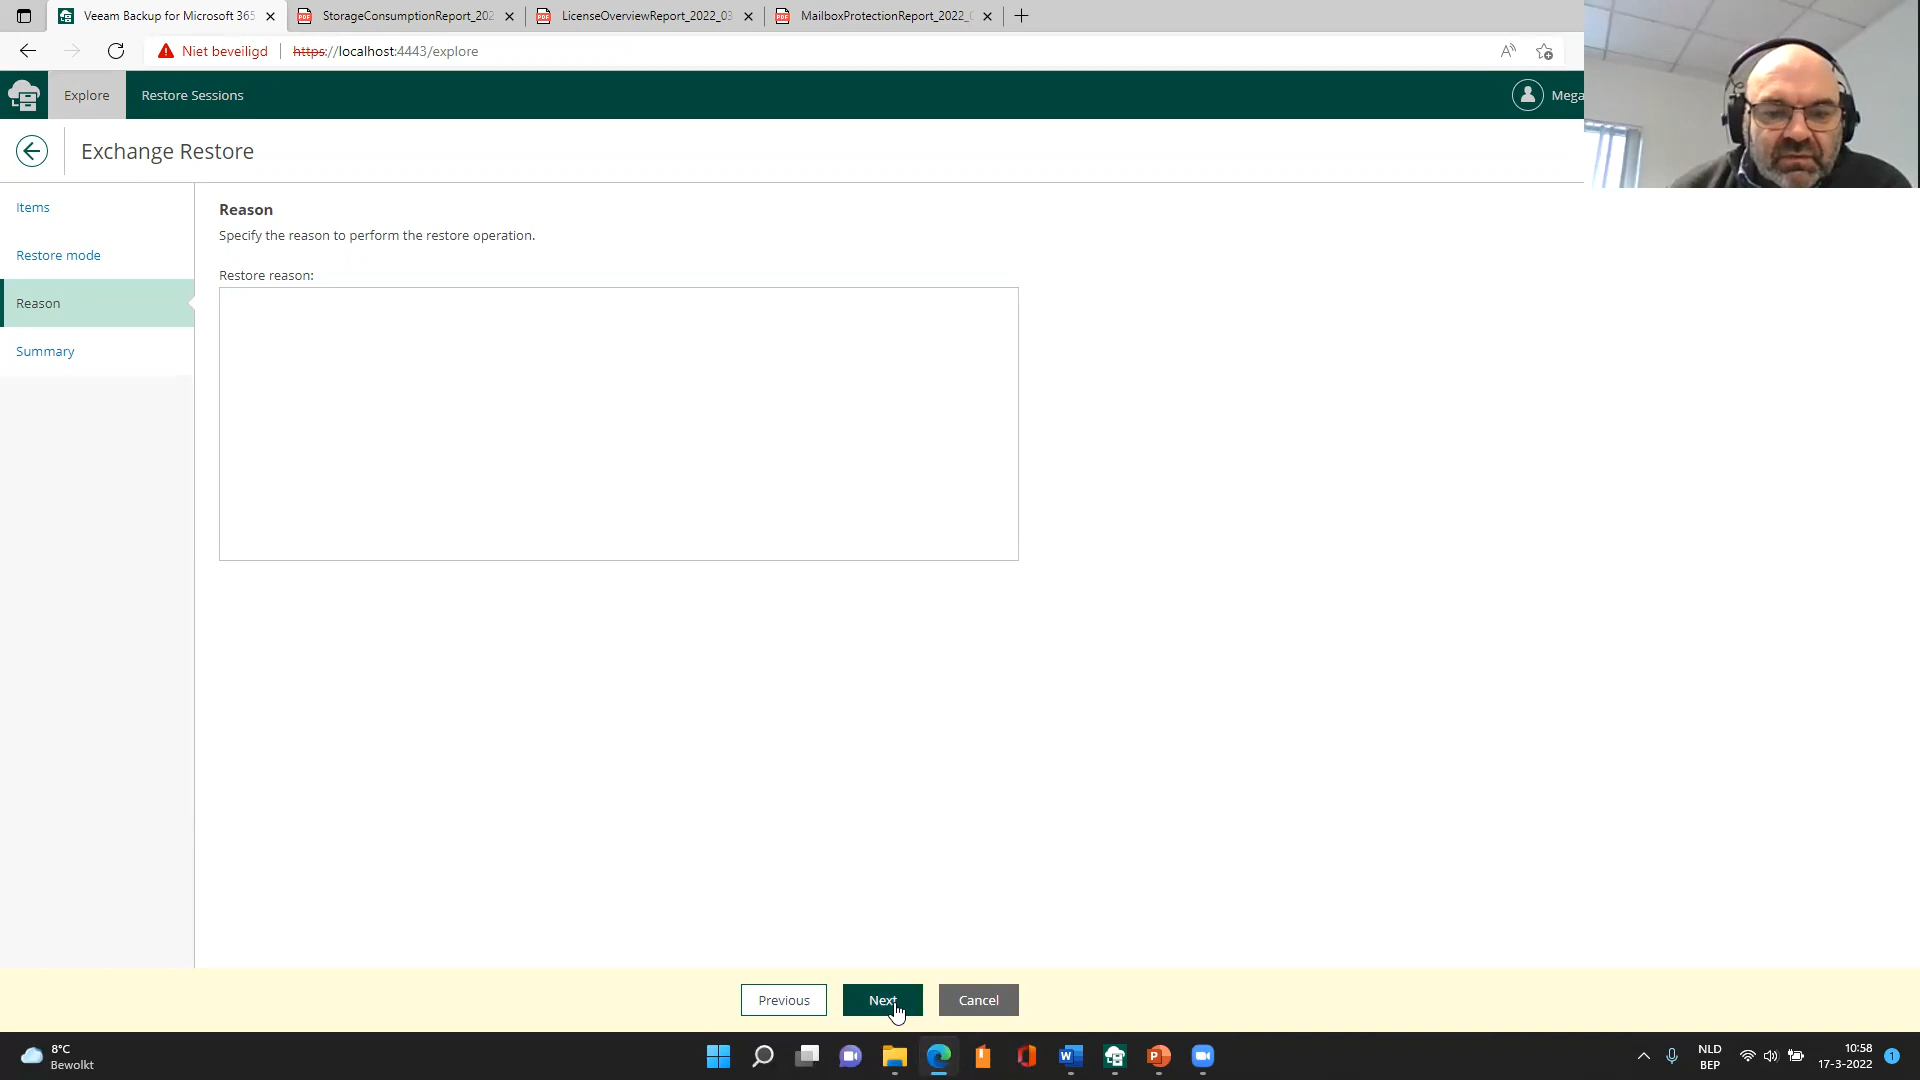 Veeam Backup for Microsoft 365
StorageConsumptionReport_202
LicenseOverviewReport_2022_03
MailboxProtectionReport_2022_
Niet beveiligd
https://localhost:4443/explore
Explore
Restore Sessions
Mega
Exchange Restore
Items
Restore mode
Reason
Summary
Reason
Specify the reason to perform the restore operation.
Restore reason:
Previous
Next
Cancel
8°C
Bewolkt
NLD
BEP
10:58
17-3-2022
1